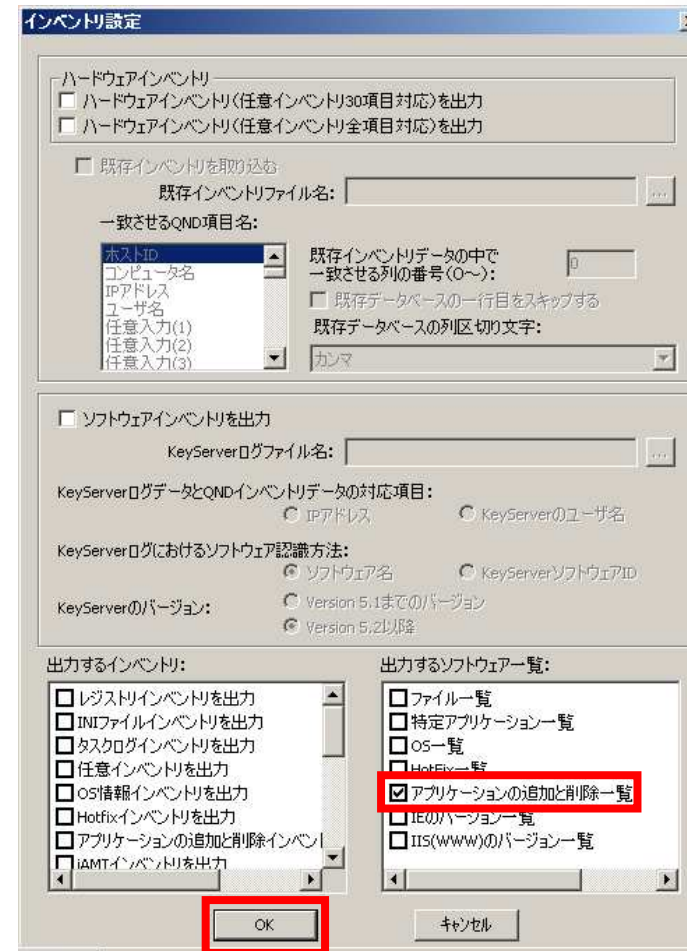 インベントリ設定
ハードウェアインベントリ
ハードウェアインベントリ(任意インベントリ30項目対応)を出力
ハードウェアインベントリ(任意インベントリ全項目対応)を出力
既存インベントリを取り込む
既存インベントリファイル名:
...
一致させるQND項目名:
ホストID
コンピュータ名
IPアドレス
ユーザ名
任意入力(1)
任意入力(2)
任意入力(3)
既存インベントリデータの中で
一致させる列の番号(0～):
0
既存データベースの一行目をスキップする
既存データベースの列区切り文字:
カンマ
ソフトウェアインベントリを出力
KeyServerログファイル名:
...
KeyServerログデータとQNDインベントリデータの対応項目:
IPアドレス
KeyServerのユーザ名
KeyServerログにおけるソフトウェア認識方法:
ソフトウェア名
KeyServerソフトウェアID
KeyServerのバージョン:
Version 5.1までのバージョン
Version 5.2以降
出力するインベントリ:
レジストリインベントリを出力
INIファイルインベントリを出力
タスクログインベントリを出力
任意インベントリを出力
OS情報インベントリを出力
Hotfixインベントリを出力
アプリケーションの追加と削除インベント
iAMTインベントリを出力
出力するソフトウェア一覧:
ファイル一覧
特定アプリケーション一覧
OS一覧
HotFix一覧
アプリケーションの追加と削除一覧
IEのバージョン一覧
IIS(WWW)のバージョン一覧
OK
キャンセル